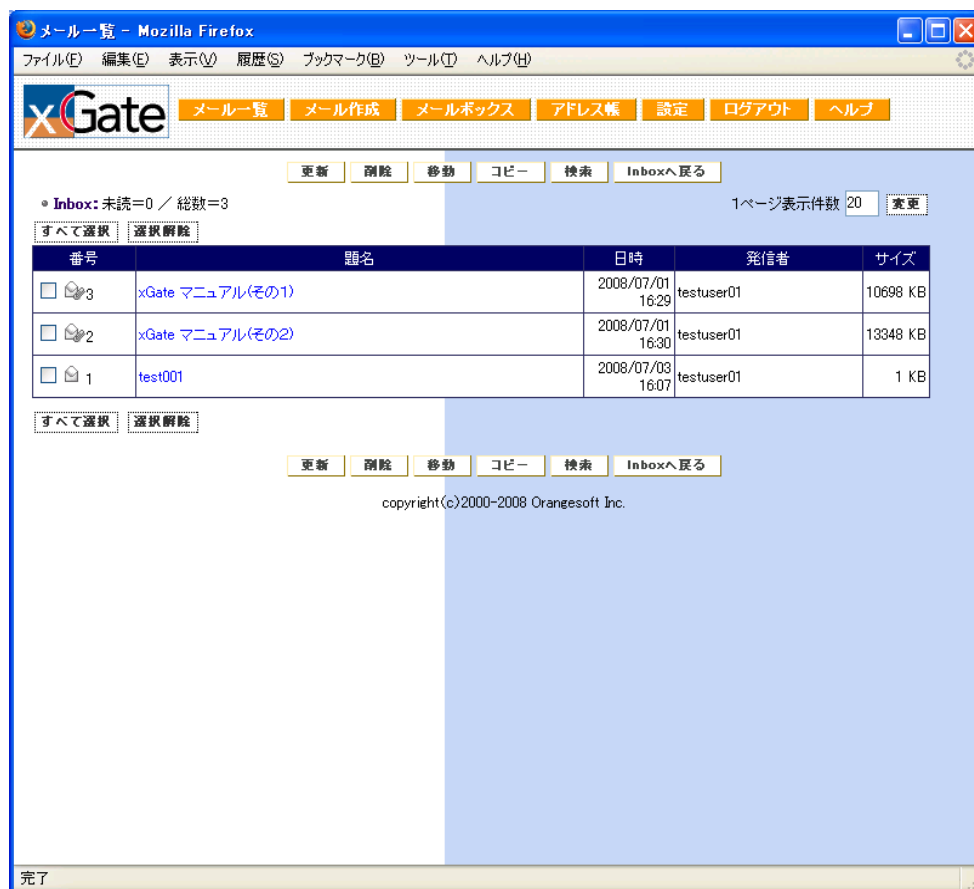 メール一覧 - Mozilla Firefox
ファイル(F) 編集(E) 表示(V) 履歴(S) ブックマーク(B) ツール(T) ヘルプ(H)
xGate メール一覧 メール作成 メールボックス アドレス帳 設定 ログアウト ヘルプ
更新 削除 移動 コピー 検索 Inboxへ戻る
Inbox: 未読=0 / 総数=3 1ページ表示件数 20 変更
すべて選択 選択解除
番号 題名 日時 発信者 サイズ
3 xGate マニュアル(その1) 2008/07/01 16:29 testuser01 10698 KB
2 xGate マニュアル(その2) 2008/07/01 16:30 testuser01 13348 KB
1 test001 2008/07/03 16:07 testuser01 1 KB
すべて選択 選択解除
更新 削除 移動 コピー 検索 Inboxへ戻る
copyright(c)2000-2008 Orangesoft Inc.
完了